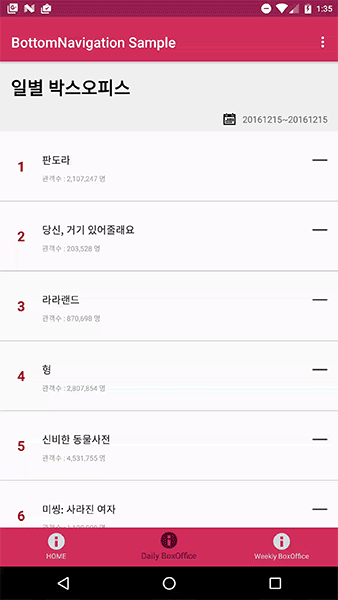 1:35
BottomNavigation Sample
일별 박스오피스
20161215~20161215
1
판도라
관객수 : 2,107,247 명
2
당신, 거기 있어줄래요
관객수 : 203,528 명
3
라라랜드
관객수 : 870,698 명
4
형
관객수 : 2,807,854 명
5
신비한 동물사전
관객수 : 4,531,755 명
6
미씽: 사라진 여자
관객수 :
HOME
Daily BoxOffice
Weekly BoxOffice